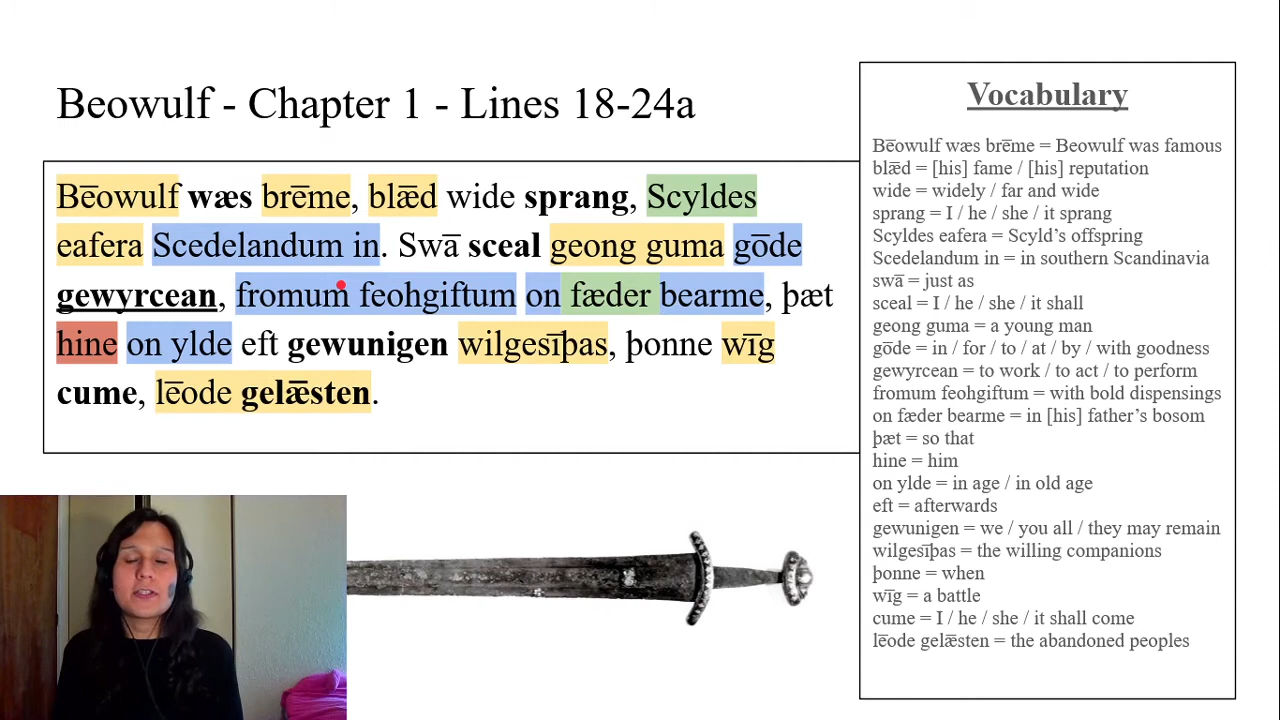 Beowulf - Chapter 1 - Lines 18-24a
Bēowulf wæs brēme, blǣd wide sprang, Scyldes
eafera Scedelandum in. Swā sceal geong guma gōde
gewyrcean, fromum feohgiftum on fæder bearme, þæt
hine on ylde eft gewunigen wilgesīþas, þonne wīg
cume, lēode gelǣsten.
Vocabulary
Bēowulf wæs brēme = Beowulf was famous
blǣd = [his] fame / [his] reputation
wide = widely / far and wide
sprang = I / he / she / it sprang
Scyldes eafera = Scyld’s offspring
Scedelandum in = in southern Scandinavia
swā = just as
sceal = I / he / she / it shall
geong guma = a young man
gōde = in / for / to / at / by / with goodness
gewyrcean = to work / to act / to perform
fromum feohgiftum = with bold dispensings
on fæder bearme = in [his] father’s bosom
þæt = so that
hine = him
on ylde = in age / in old age
eft = afterwards
gewunigen = we / you all / they may remain
wilgesīþas = the willing companions
þonne = when
wīg = a battle
cume = I / he / she / it shall come
lēode gelǣsten = the abandoned peoples